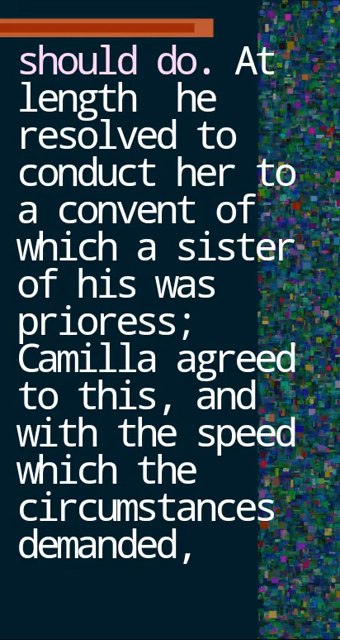 should do. At
length  he
resolved to
conduct her to
a convent of
which a sister
of his was
prioress;
Camilla agreed
to this, and
with the speed
which the
circumstances
demanded,